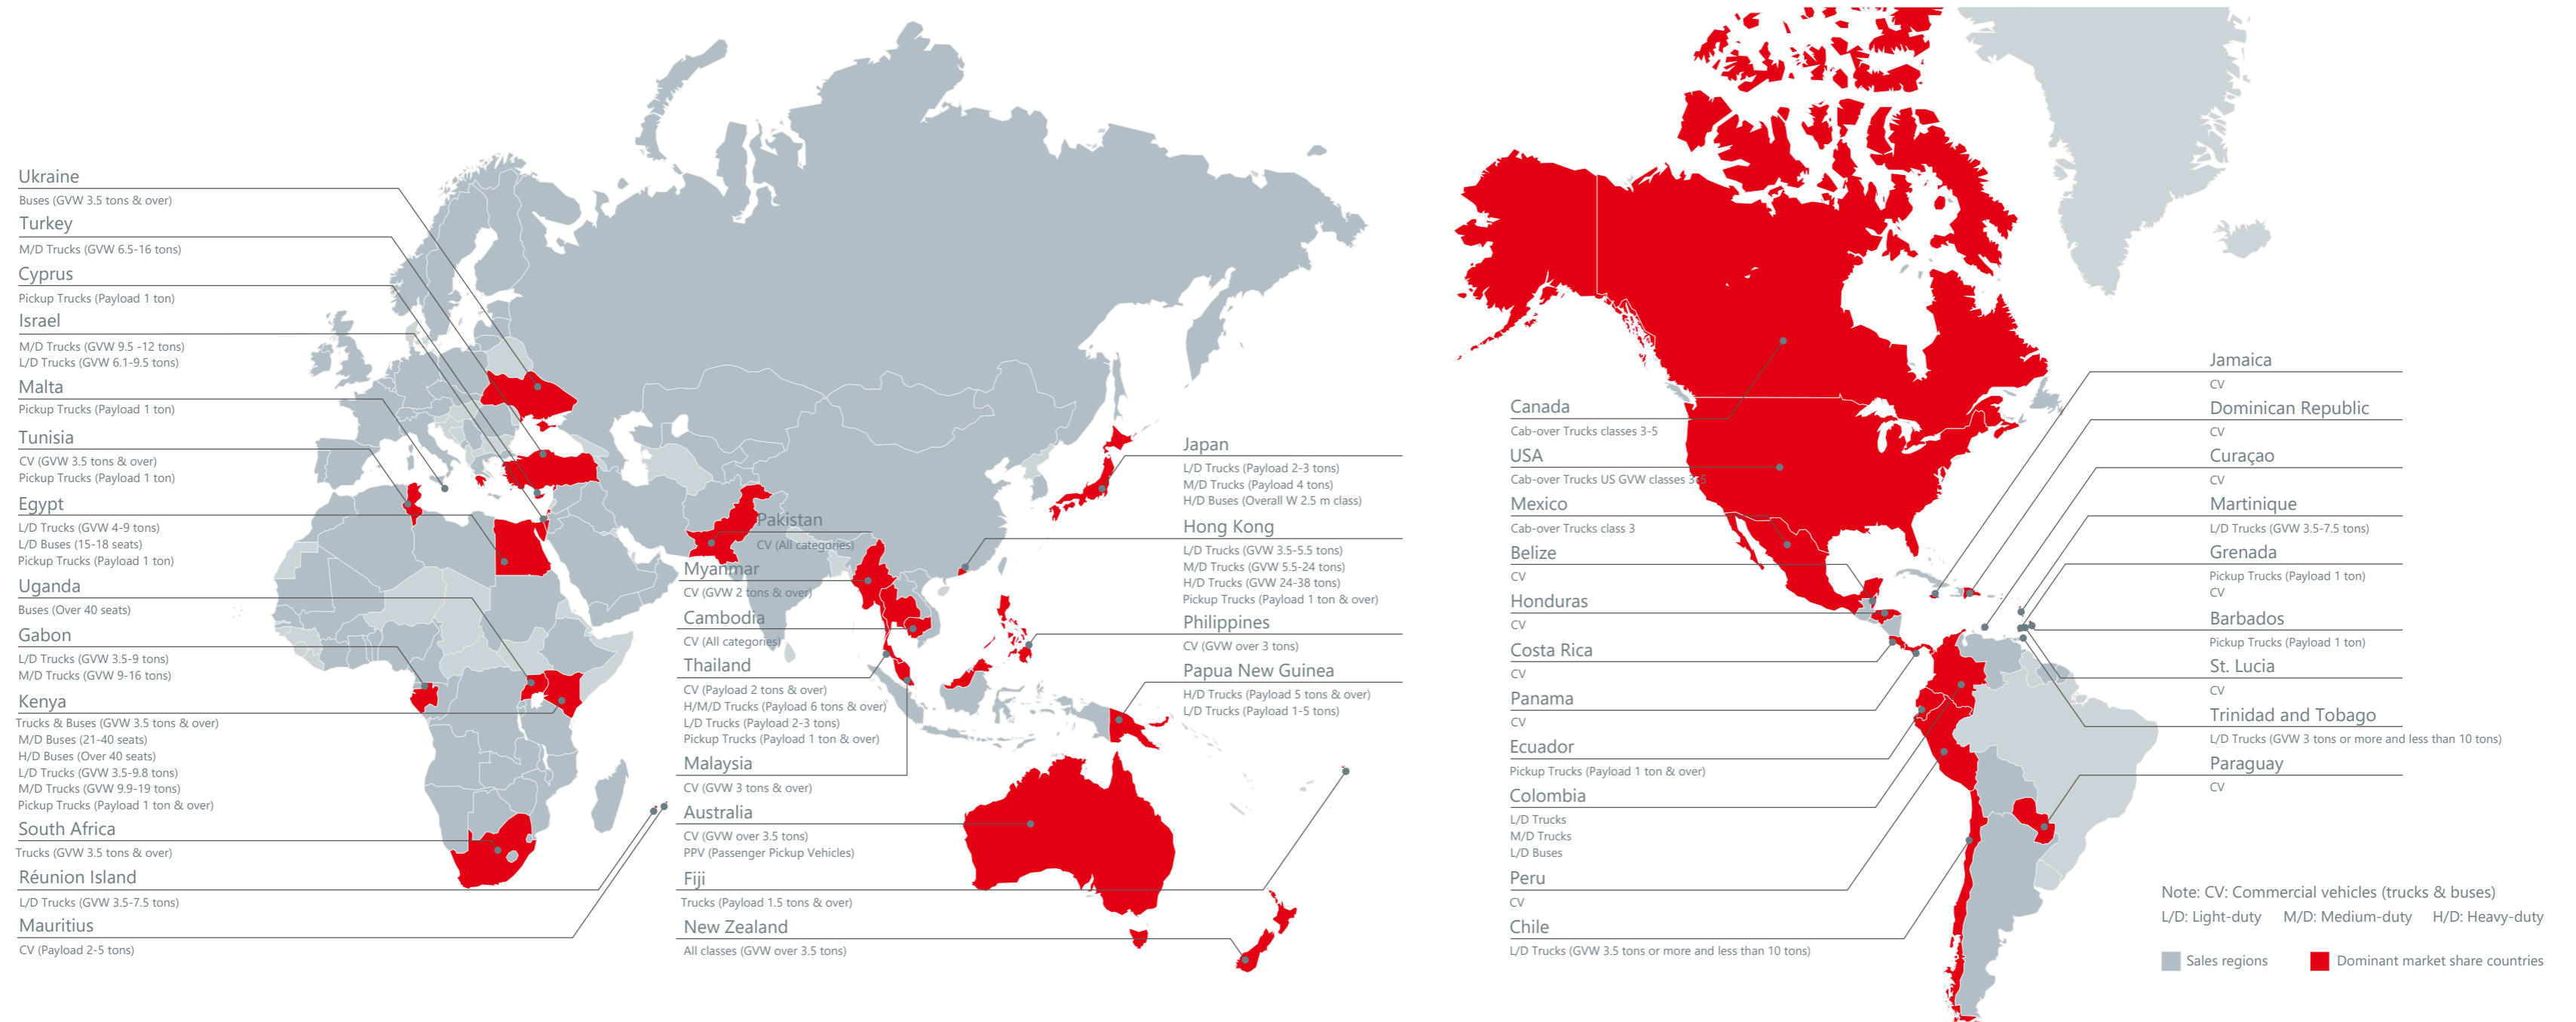 Ukraine
Buses (GVW 3.5 tons & over)
Turkey
M/D Trucks (GVW 6.5-16 tons)
Cyprus
Pickup Trucks (Payload 1 ton)
Israel
M/D Trucks (GVW 9.5 -12 tons)
L/D Trucks (GVW 6.1-9.5 tons)
Malta
Pickup Trucks (Payload 1 ton)
Tunisia
CV (GVW 3.5 tons & over)
Pickup Trucks (Payload 1 ton)
Egypt
L/D Trucks (GVW 4-9 tons)
L/D Buses (15-18 seats)
Pickup Trucks (Payload 1 ton)
Uganda
Buses (Over 40 seats)
Gabon
L/D Trucks (GVW 3.5-9 tons)
M/D Trucks (GVW 9-16 tons)
Kenya
Trucks & Buses (GVW 3.5 tons & over)
M/D Buses (21-40 seats)
H/D Buses (Over 40 seats)
L/D Trucks (GVW 3.5-9.8 tons)
M/D Trucks (GVW 9.9-19 tons)
Pickup Trucks (Payload 1 ton & over)
South Africa
Trucks (GVW 3.5 tons & over)
Réunion Island
L/D Trucks (GVW 3.5-7.5 tons)
Mauritius
CV (Payload 2-5 tons)
Pakistan
CV (All categories)
Myanmar
CV (GVW 2 tons & over)
Cambodia
CV (All categories)
Thailand
CV (Payload 2 tons & over)
H/M/D Trucks (Payload 6 tons & over)
L/D Trucks (Payload 2-3 tons)
Pickup Trucks (Payload 1 ton & over)
Malaysia
CV (GVW 3 tons & over)
Australia
CV (GVW over 3.5 tons)
PPV (Passenger Pickup Vehicles)
Fiji
Trucks (Payload 1.5 tons & over)
New Zealand
All classes (GVW over 3.5 tons)
Japan
L/D Trucks (Payload 2-3 tons)
M/D Trucks (Payload 4 tons)
H/D Buses (Overall W 2.5 m class)
Hong Kong
L/D Trucks (GVW 3.5-5.5 tons)
M/D Trucks (GVW 5.5-24 tons)
H/D Trucks (GVW 24-38 tons)
Pickup Trucks (Payload 1 ton & over)
Philippines
CV (GVW over 3 tons)
Papua New Guinea
H/D Trucks (Payload 5 tons & over)
L/D Trucks (Payload 1-5 tons)
Canada
Cab-over Trucks classes 3-5
USA
Cab-over Trucks US GVW classes 3-5
Mexico
Cab-over Trucks class 3
Belize
CV
Honduras
CV
Costa Rica
CV
Panama
CV
Ecuador
Pickup Trucks (Payload 1 ton & over)
Colombia
L/D Trucks
M/D Trucks
L/D Buses
Peru
CV
Chile
L/D Trucks (GVW 3.5 tons or more and less than 10 tons)
Jamaica
CV
Dominican Republic
CV
Curaçao
CV
Martinique
L/D Trucks (GVW 3.5-7.5 tons)
Grenada
Pickup Trucks (Payload 1 ton)
CV
Barbados
Pickup Trucks (Payload 1 ton)
St. Lucia
CV
Trinidad and Tobago
L/D Trucks (GVW 3 tons or more and less than 10 tons)
Paraguay
CV
Note: CV: Commercial vehicles (trucks & buses)
L/D: Light-duty M/D: Medium-duty H/D: Heavy-duty
Sales regions
Dominant market share countries